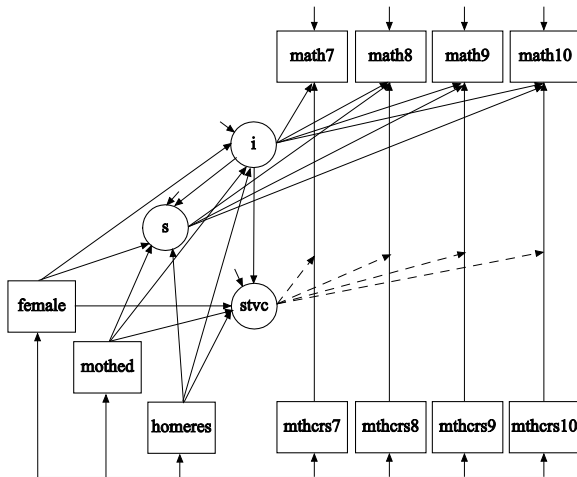 math7 math8 math9 math10
i
s
stvc
female
mothed
homeres
mthcrs7 mthcrs8 mthcrs9 mthcrs10